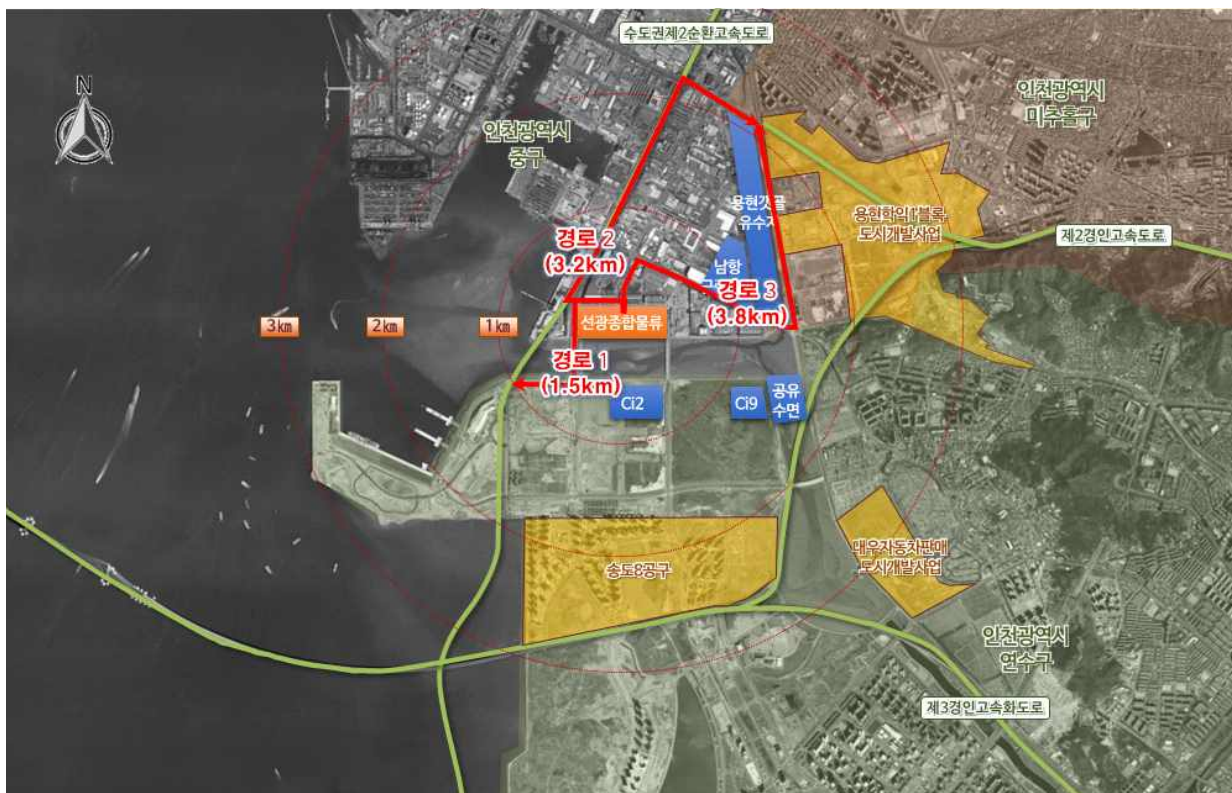 수도권제2순환고속도로
N
인천광역시
미추홀구
인천광역시
중구
용현갯골
유수지
용현학익1블록
도시개발사업
제2경인고속도로
경로 2
(3.2km)
남항
경로 3
(3.8km)
3km
2km
1km
선광종합물류
경로 1
(1.5km)
Ci2
Ci9
공유
수면
대우자동차판매
도시개발사업
송도8공구
인천광역시
연수구
제3경인고속화도로